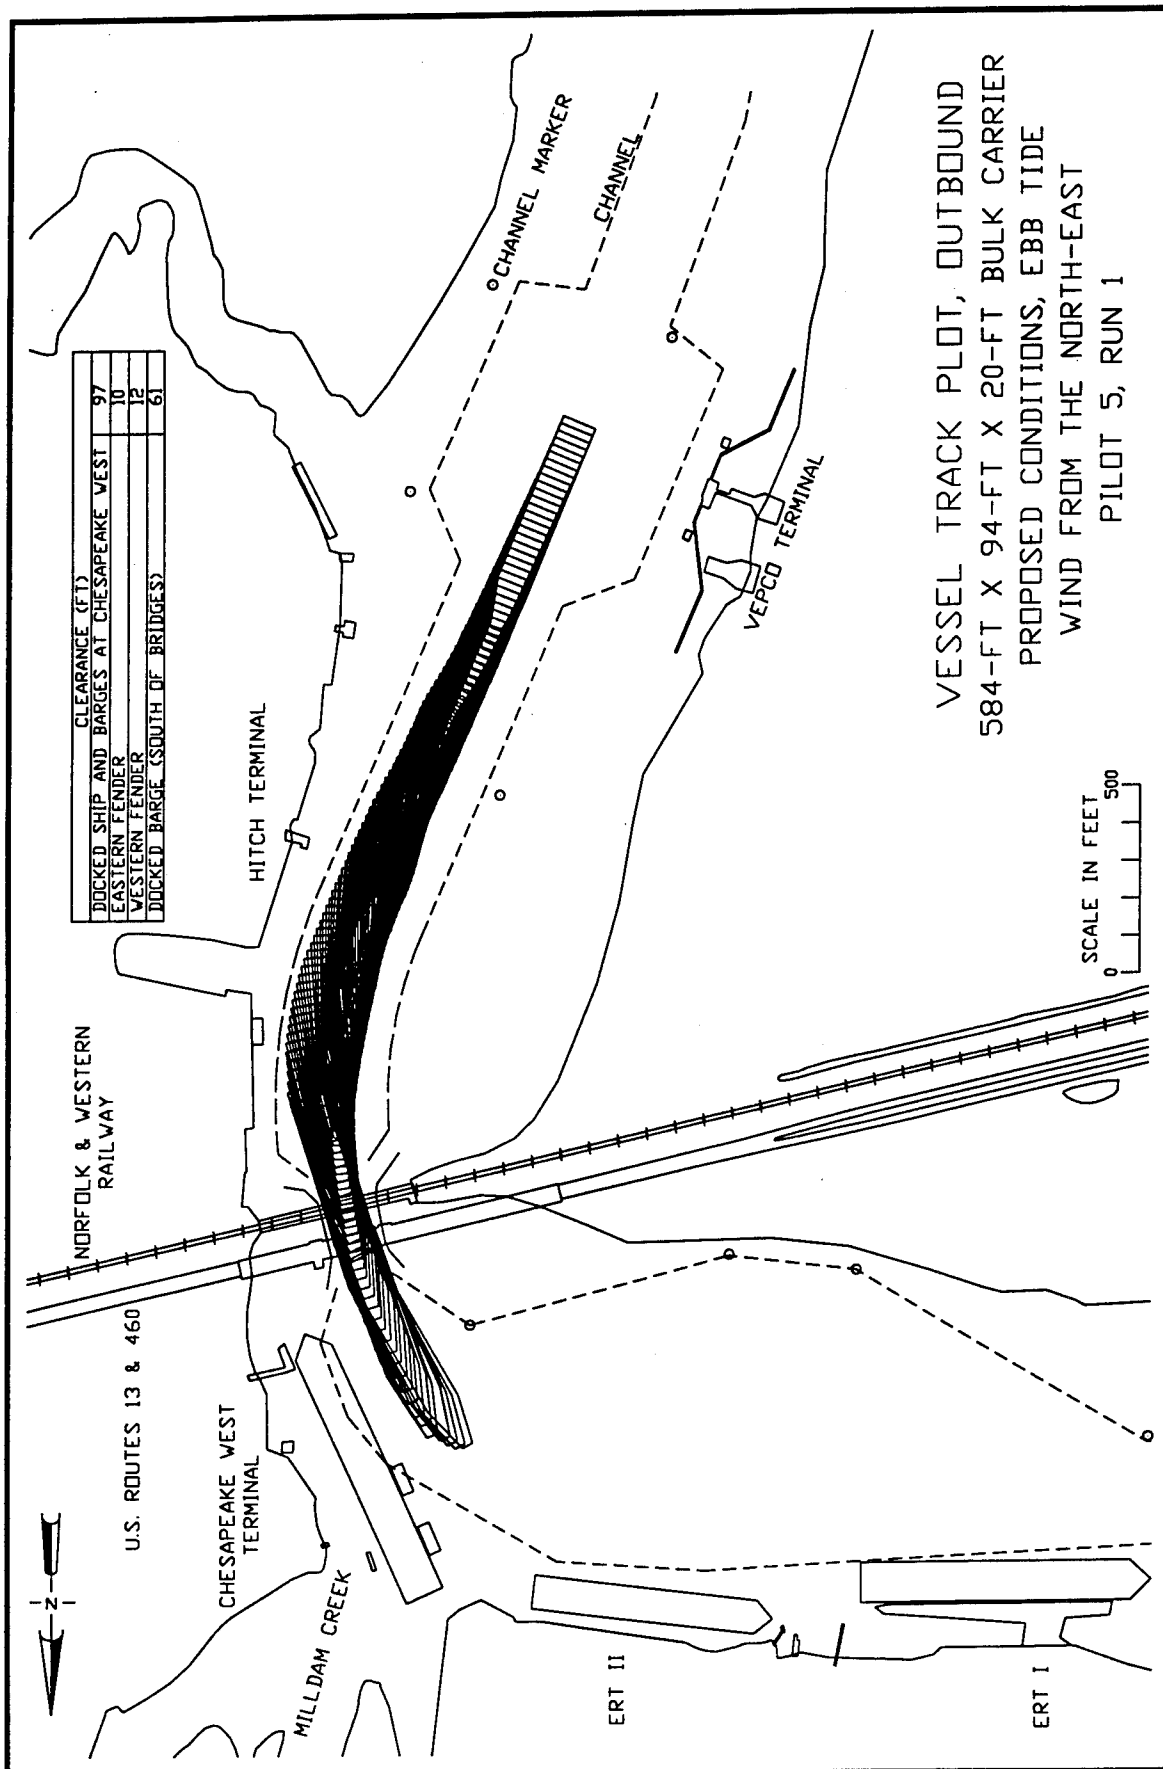 CLEARANCE (FT)
DOCKED SHIP AND BARGES AT CHESAPEAKE WEST 97
EASTERN FENDER 10
WESTERN FENDER 12
DOCKED BARGE (SOUTH OF BRIDGES) 61
N
U.S. ROUTES 13 & 460
NORFOLK & WESTERN
RAILWAY
CHESAPEAKE WEST
TERMINAL
MILLDAM CREEK
HITCH TERMINAL
CHANNEL MARKER
CHANNEL
VEPCO TERMINAL
ERT II
ERT I
SCALE IN FEET
0 500
VESSEL TRACK PLOT, OUTBOUND
584-FT X 94-FT X 20-FT BULK CARRIER
PROPOSED CONDITIONS, EBB TIDE
WIND FROM THE NORTH-EAST
PILOT 5, RUN 1